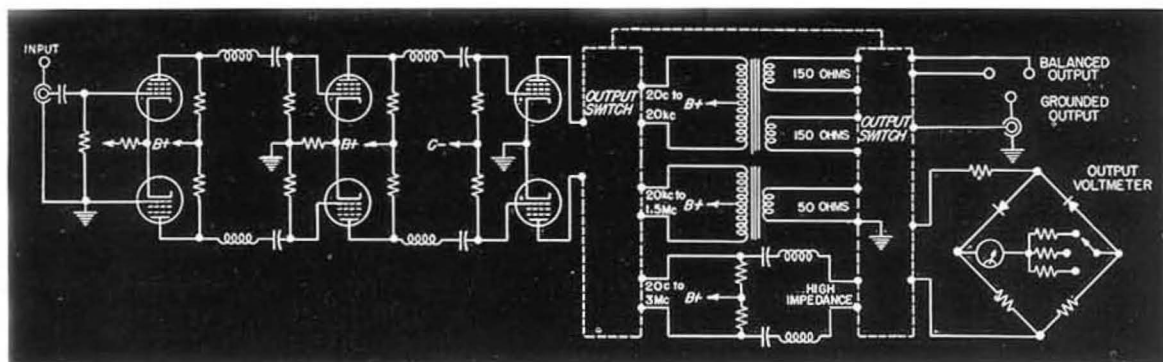 INPUT
B+
B+
C-
OUTPUT
SWITCH
20c to
20kc
B+
20kc to
1.5Mc
B+
20c to
3Mc
B+
150 OHMS
150 OHMS
50 OHMS
HIGH
IMPEDANCE
OUTPUT
SWITCH
BALANCED
OUTPUT
GROUNDED
OUTPUT
OUTPUT
VOLTMETER